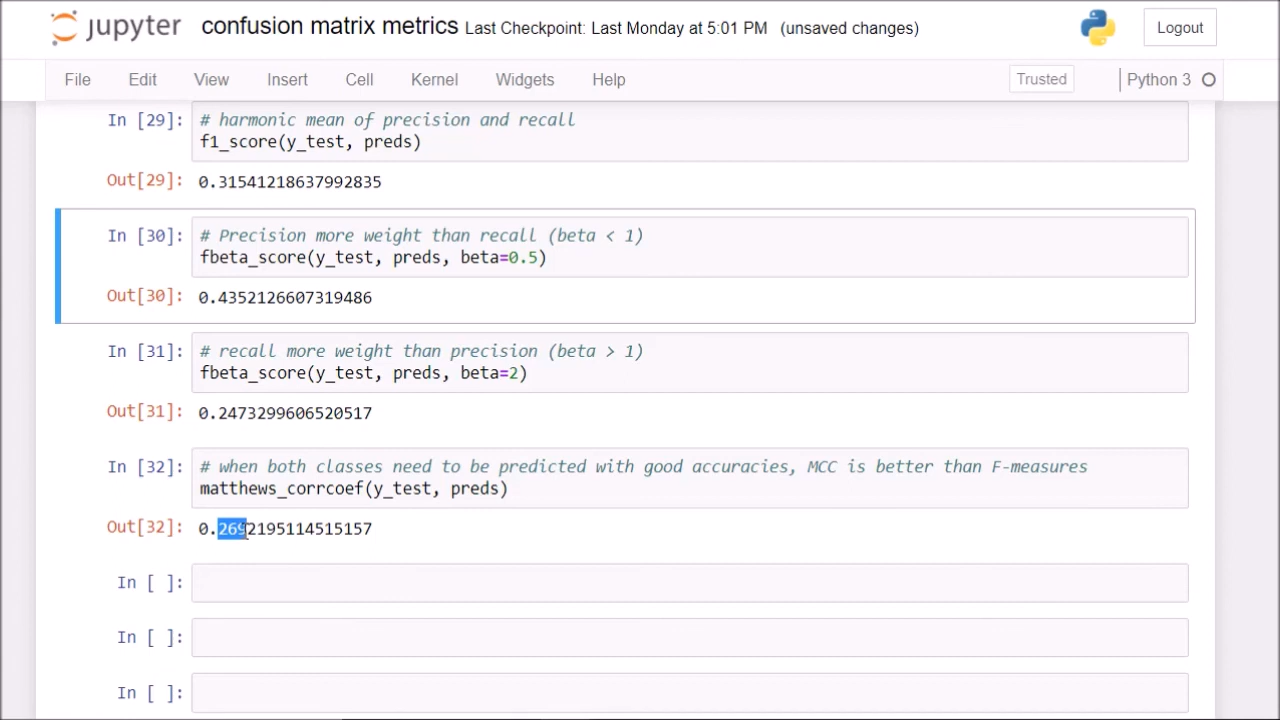 jupyter confusion matrix metrics Last Checkpoint: Last Monday at 5:01 PM (unsaved changes) Logout
File Edit View Insert Cell Kernel Widgets Help Trusted Python 3
In [29]: # harmonic mean of precision and recall
f1_score(y_test, preds)
Out[29]: 0.31541218637992835
In [30]: # Precision more weight than recall (beta < 1)
fbeta_score(y_test, preds, beta=0.5)
Out[30]: 0.4352126607319486
In [31]: # recall more weight than precision (beta > 1)
fbeta_score(y_test, preds, beta=2)
Out[31]: 0.2473299606520517
In [32]: # when both classes need to be predicted with good accuracies, MCC is better than F-measures
matthews_corrcoef(y_test, preds)
Out[32]: 0.2692195114515157
In [ ]:
In [ ]:
In [ ]: